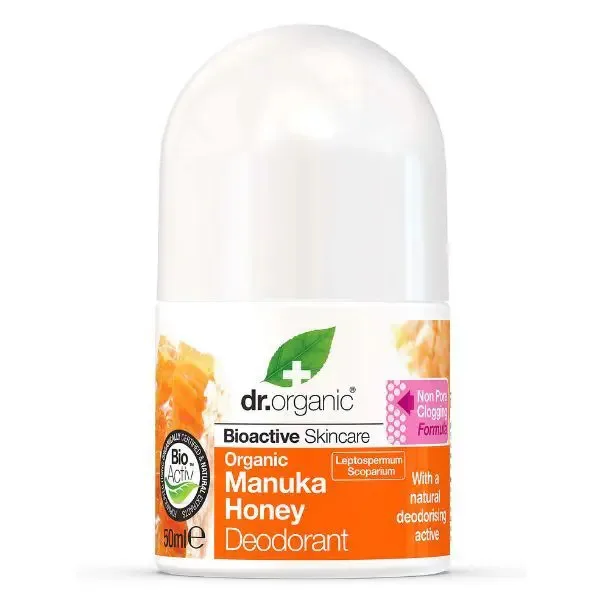 dr.organic®
Bioactive Skincare
Organic
Manuka
Honey
Deodorant
Leptospermum
Scoparium
Non Pore
Clogging
Formula
With a
natural
deodorising
active
Bio
Activ™
50ml℮